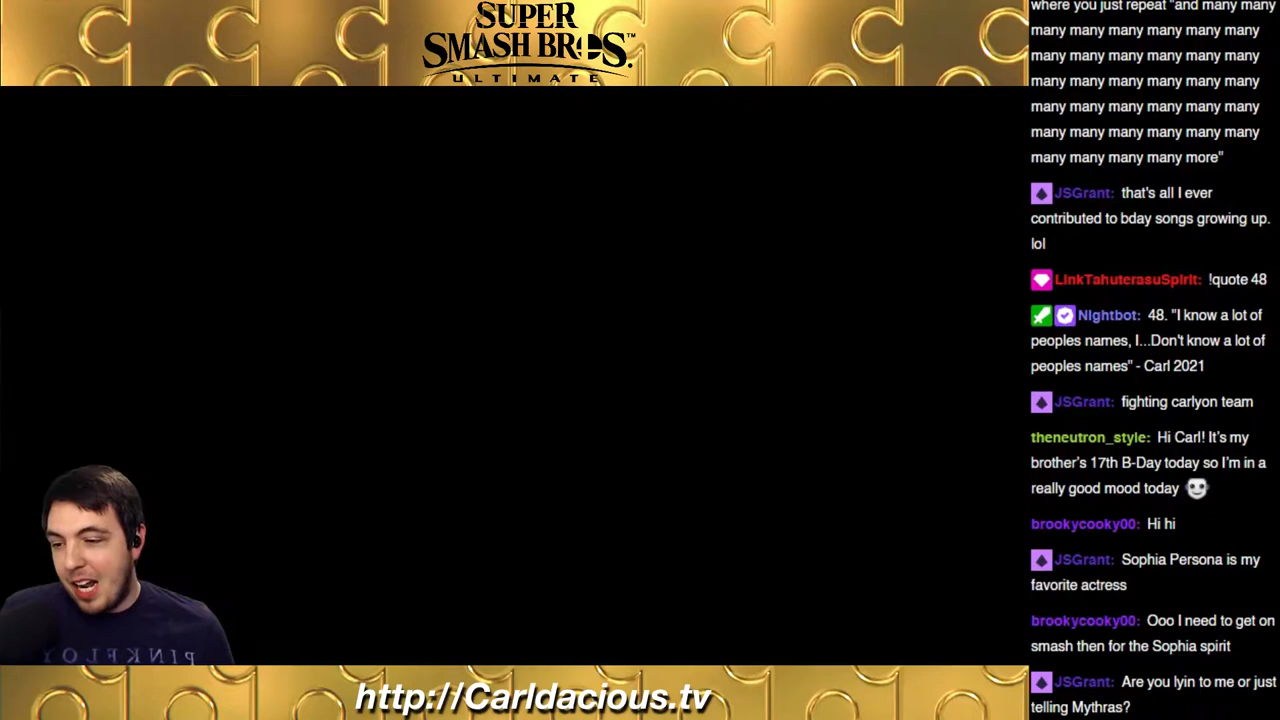 SUPER
SMASH BROS.™
ULTIMATE
where you just repeat "and many many
many many many many many many
many many many many many many
many many many many many many
many many many many many many
many many many many many many
many many many many more"
JSGrant: that's all I ever
contributed to bday songs growing up.
lol
LinkTahuterasuSpirit: !quote 48
Nightbot: 48. "I know a lot of
peoples names, I...Don't know a lot of
peoples names" - Carl 2021
JSGrant: fighting carlyon team
theneutron_style: Hi Carl! It's my
brother's 17th B-Day today so I'm in a
really good mood today
brookycooky00: Hi hi
JSGrant: Sophia Persona is my
favorite actress
brookycooky00: Ooo I need to get on
smash then for the Sophia spirit
JSGrant: Are you lyin to me or just
telling Mythras?
PINK FLOY
http://Carldacious.tv